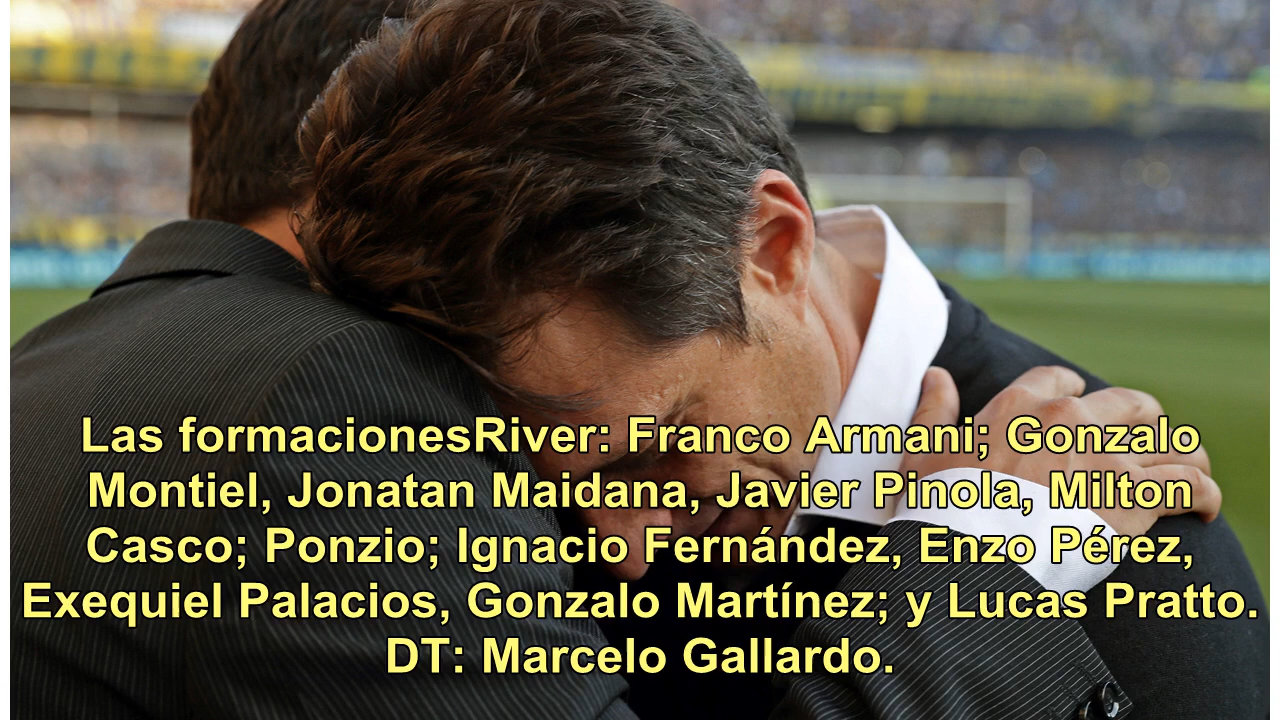 Las formacionesRiver: Franco Armani; Gonzalo
Montiel, Jonatan Maidana, Javier Pinola, Milton
Casco; Ponzio; Ignacio Fernández, Enzo Pérez,
Exequiel Palacios, Gonzalo Martínez; y Lucas Pratto.
DT: Marcelo Gallardo.